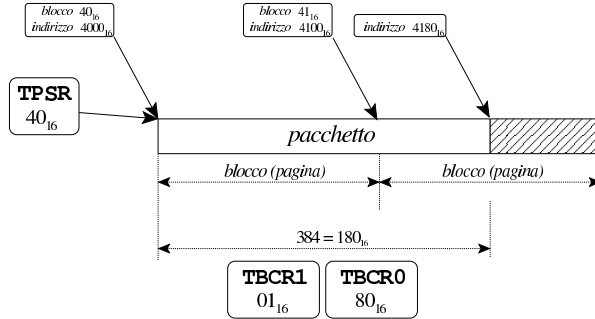 blocco 40₁₆
indirizzo 4000₁₆
blocco 41₁₆
indirizzo 4100₁₆
indirizzo 4180₁₆
TPSR
40₁₆
pacchetto
blocco (pagina)
blocco (pagina)
384 = 180₁₆
TBCR1
01₁₆
TBCR0
80₁₆